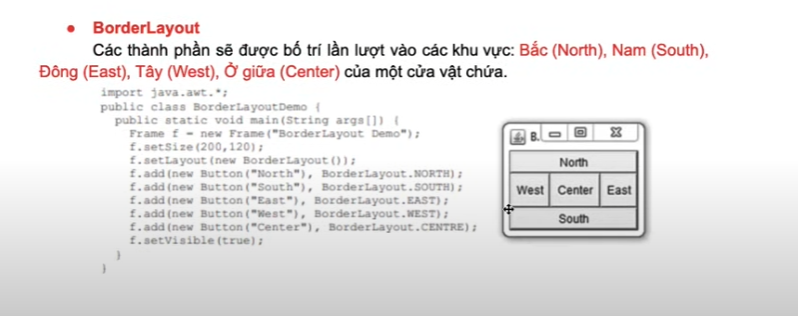 ● BorderLayout
Các thành phần sẽ được bố trí lần lượt vào các khu vực: Bắc (North), Nam (South),
Đông (East), Tây (West), Ở giữa (Center) của một cửa vật chứa.
import java.awt.*;
public class BorderLayoutDemo {
public static void main(String args[]) {
Frame f = new Frame("BorderLayout Demo");
f.setSize(200,120);
f.setLayout(new BorderLayout());
f.add(new Button("North"), BorderLayout.NORTH);
f.add(new Button("South"), BorderLayout.SOUTH);
f.add(new Button("East"), BorderLayout.EAST);
f.add(new Button("West"), BorderLayout.WEST);
f.add(new Button("Center"), BorderLayout.CENTRE);
f.setVisible(true);
}
}
B.
North
West Center East
South